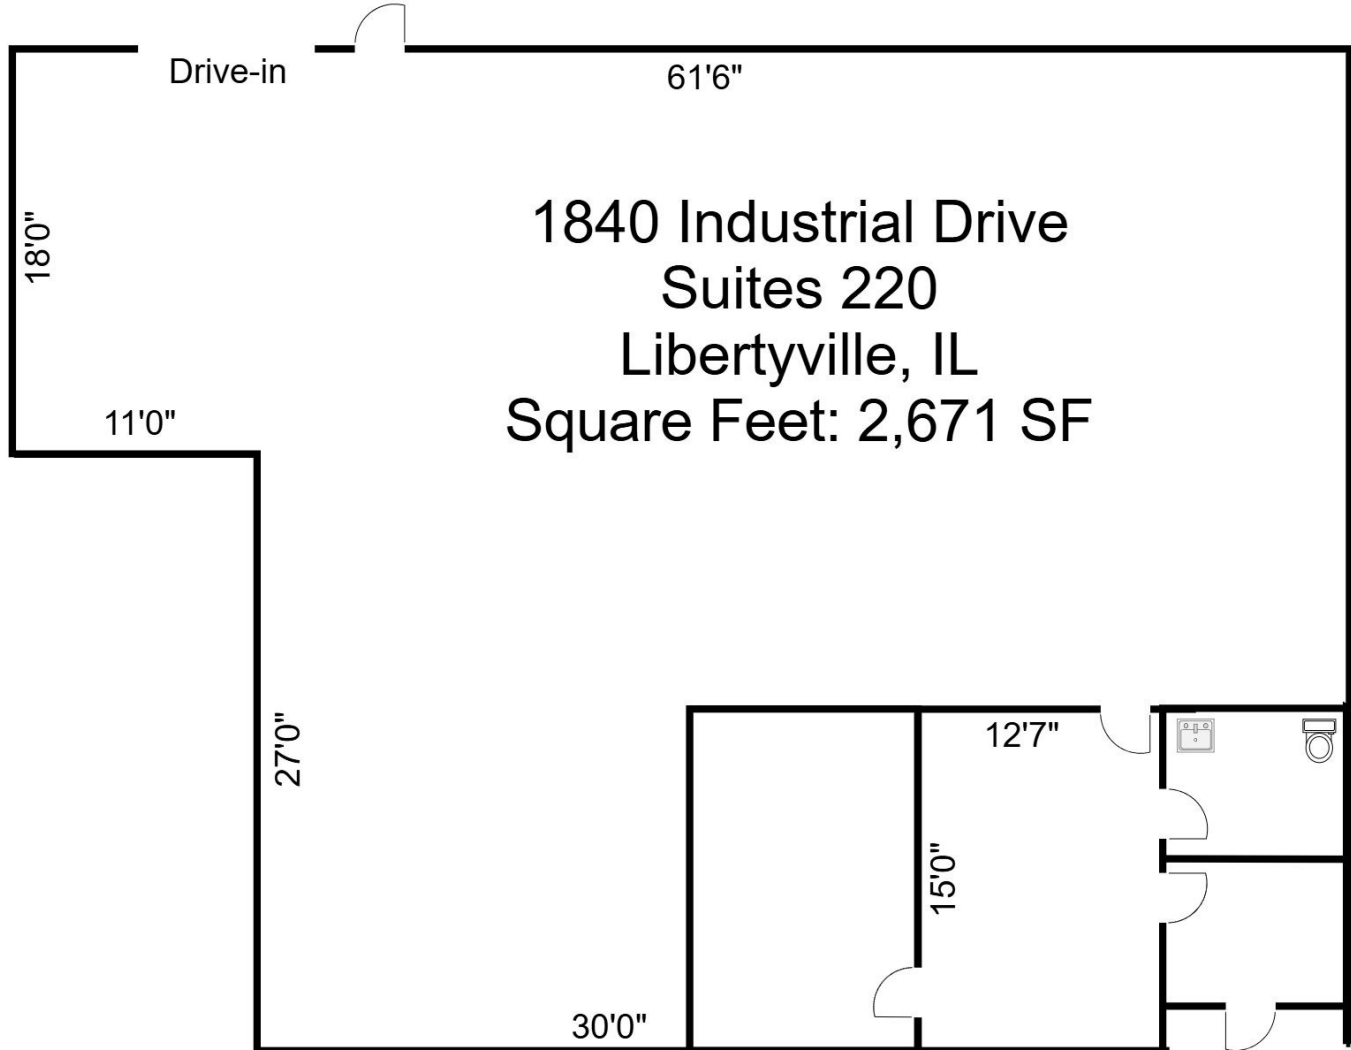 Drive-in
61'6"
18'0"
1840 Industrial Drive
Suites 220
Libertyville, IL
Square Feet: 2,671 SF
11'0"
27'0"
12'7"
15'0"
30'0"